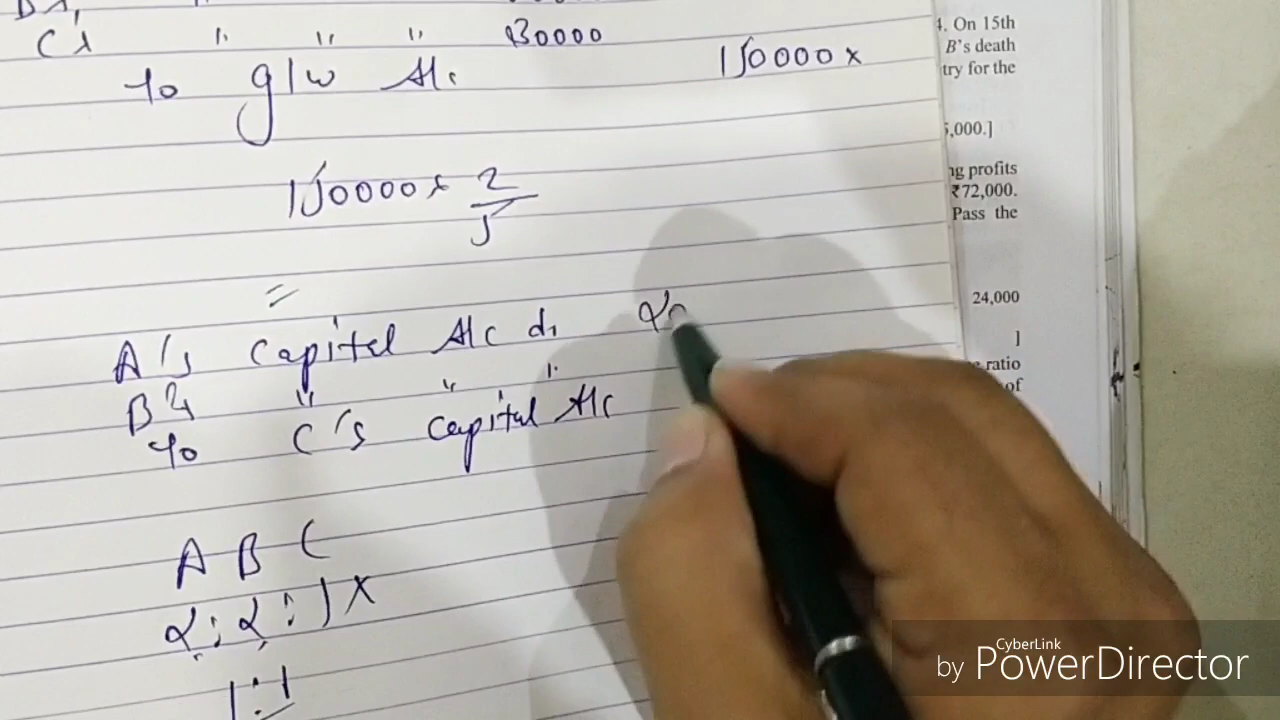 C's " " " 30000
To g/w A/c 150000 x
150000 x 2/5
=
A's Capital A/c dr 20
B's " " "
To C's Capital A/c
A B C
2 : 2 : 1 X
1 : 1
4. On 15th
B's death
try for the
5,000.]
ng profits
₹72,000.
Pass the
24,000
]
ratio
of
CyberLink
by PowerDirector